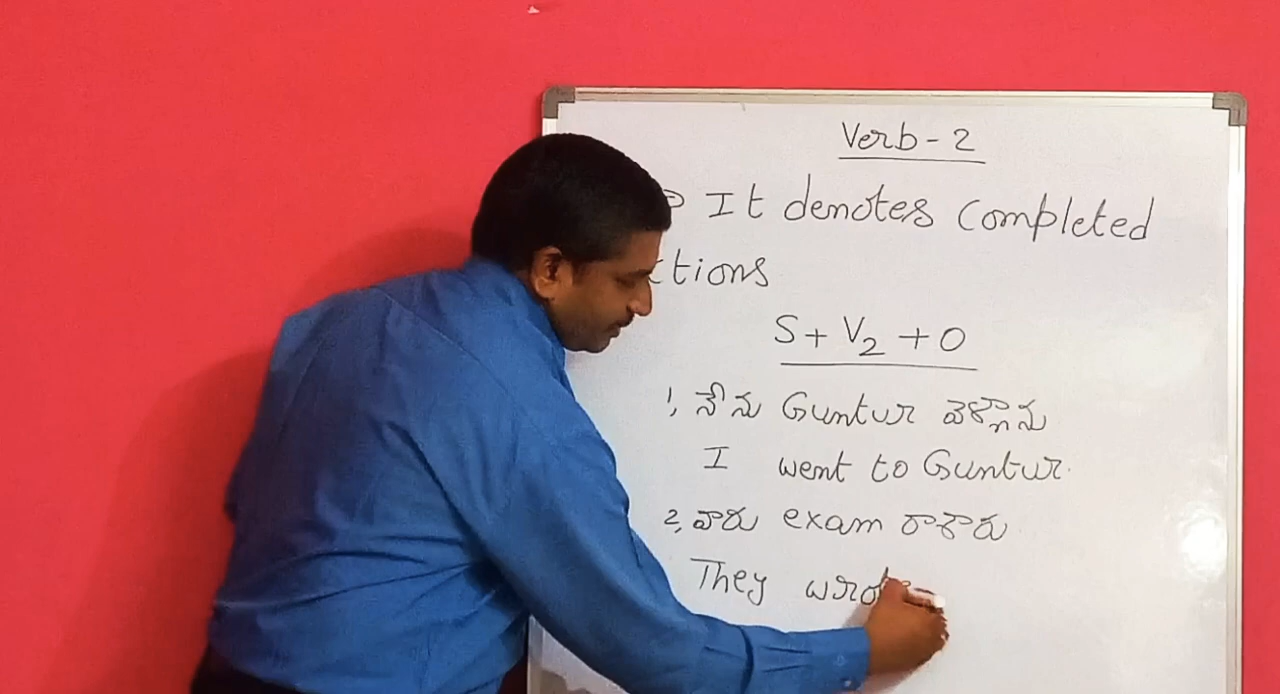 Verb - 2
It denotes completed
ctions
S + V2 + O
1, నేను Guntur వెళ్ళాను
I went to Guntur.
2, వారు exam రాశారు
They wrote